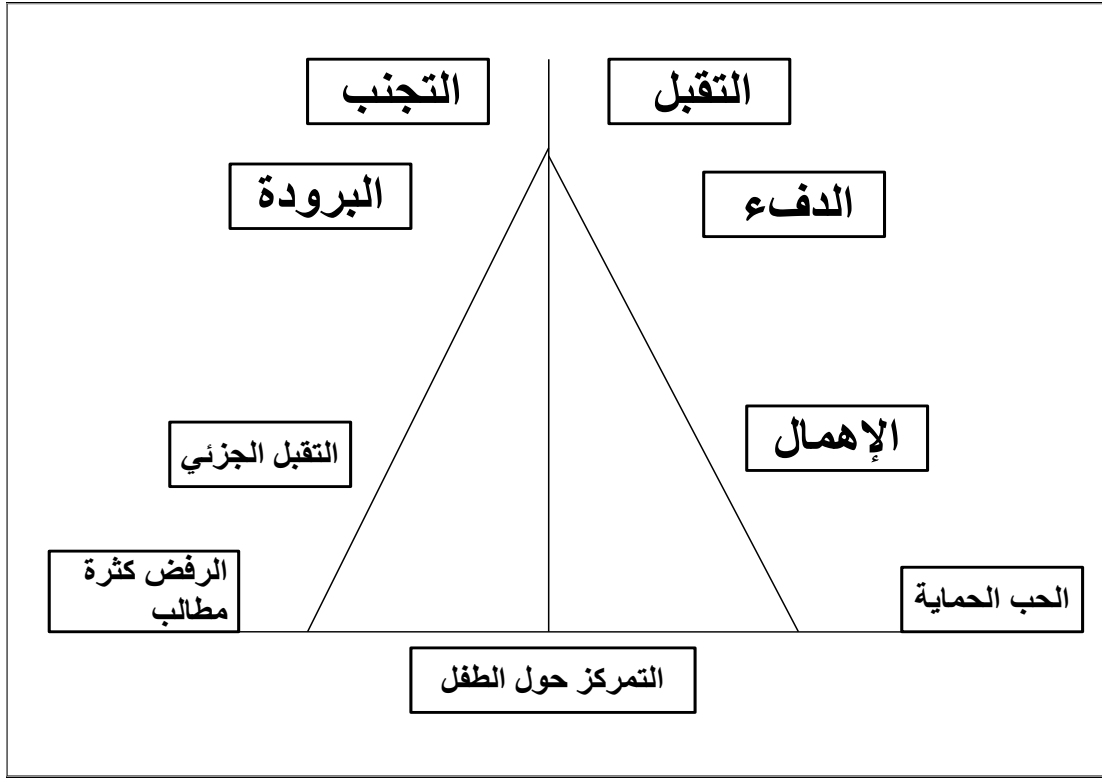 التقبل
التجنب
الدفء
البرودة
الإهمال
التقبل الجزئي
الرفض كثرة
مطالب
الحب الحماية
التمركز حول الطفل